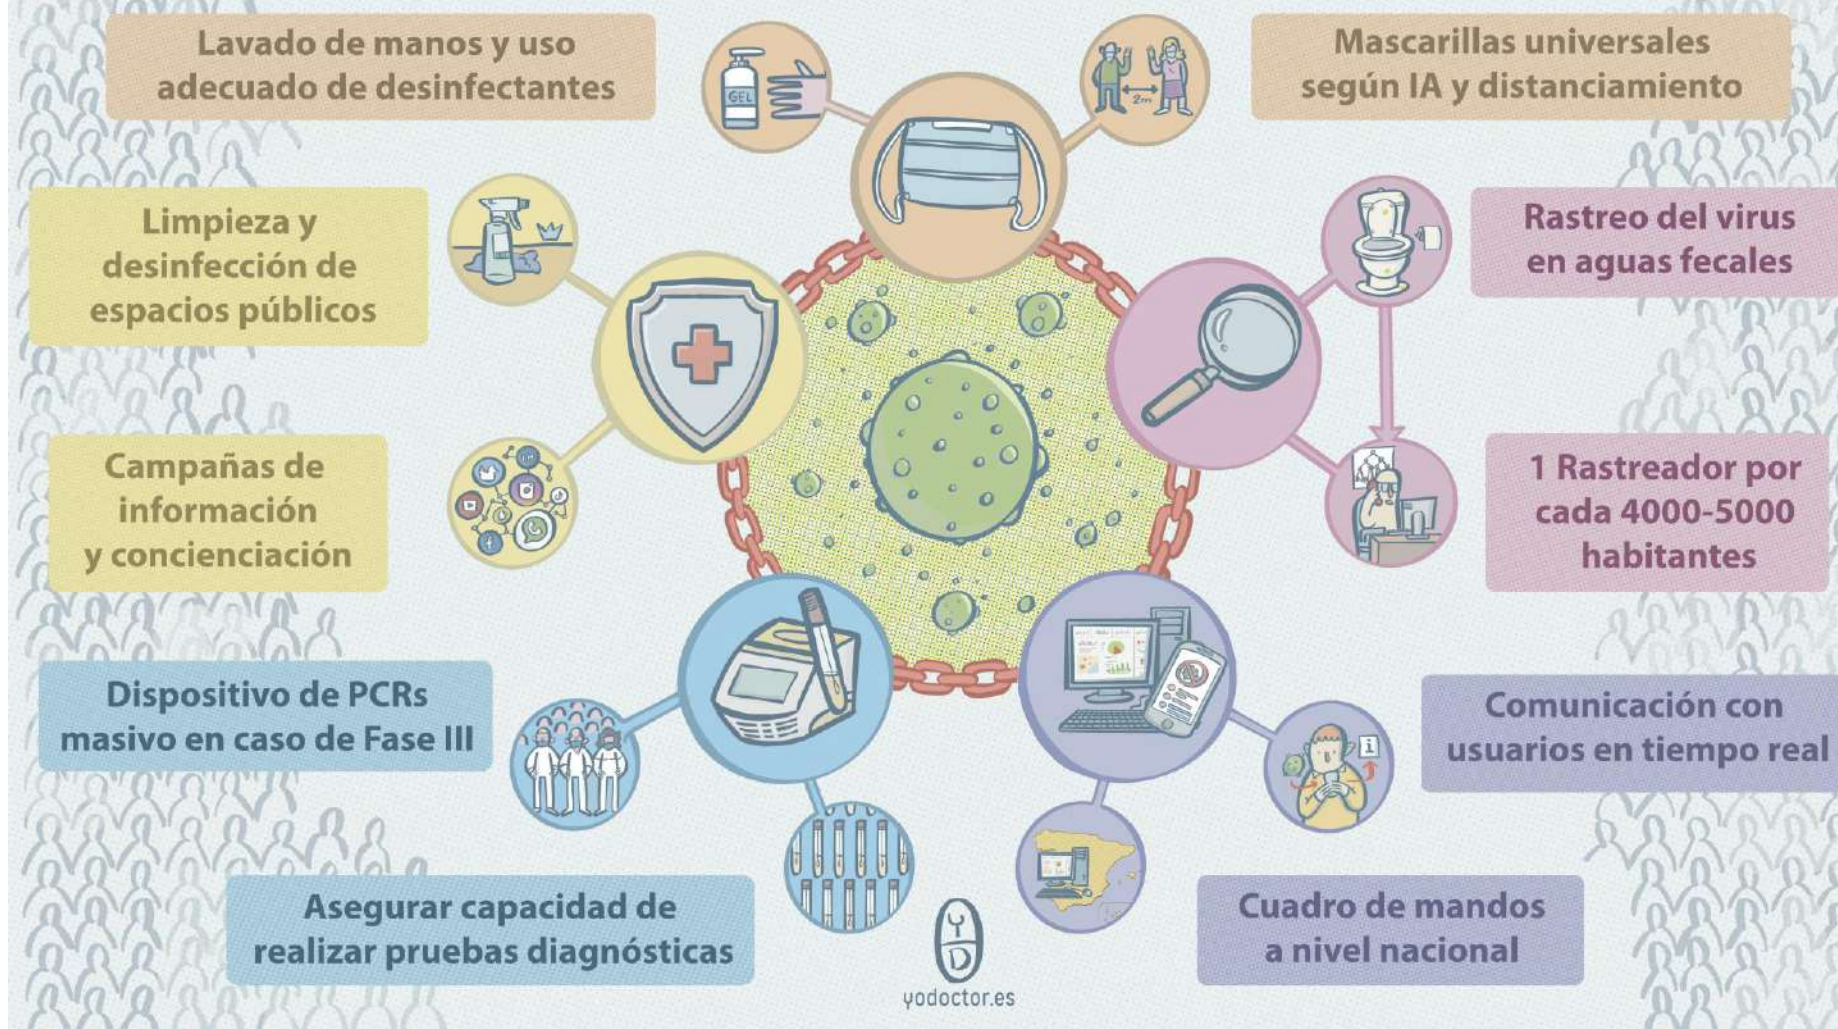 Lavado de manos y uso
adecuado de desinfectantes
GEL
2m
Mascarillas universales
según IA y distanciamiento
Limpieza y
desinfección de
espacios públicos
Rastreo del virus
en aguas fecales
Campañas de
información
y concienciación
1 Rastreador por
cada 4000-5000
habitantes
Dispositivo de PCRs
masivo en caso de Fase III
Comunicación con
usuarios en tiempo real
i
Asegurar capacidad de
realizar pruebas diagnósticas
Cuadro de mandos
a nivel nacional
Y
D
yodoctor.es